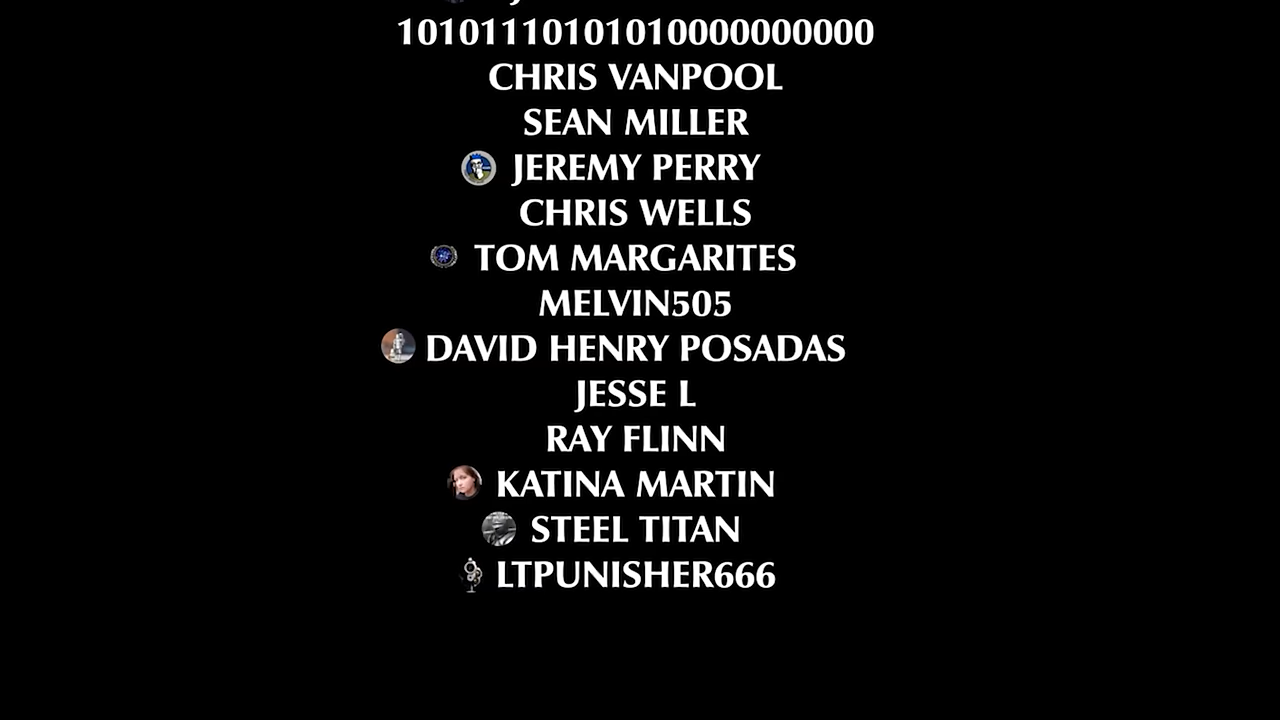 10101110101010000000000
CHRIS VANPOOL
SEAN MILLER
JEREMY PERRY
CHRIS WELLS
TOM MARGARITES
MELVIN505
DAVID HENRY POSADAS
JESSE L
RAY FLINN
KATINA MARTIN
STEEL TITAN
LTPUNISHER666